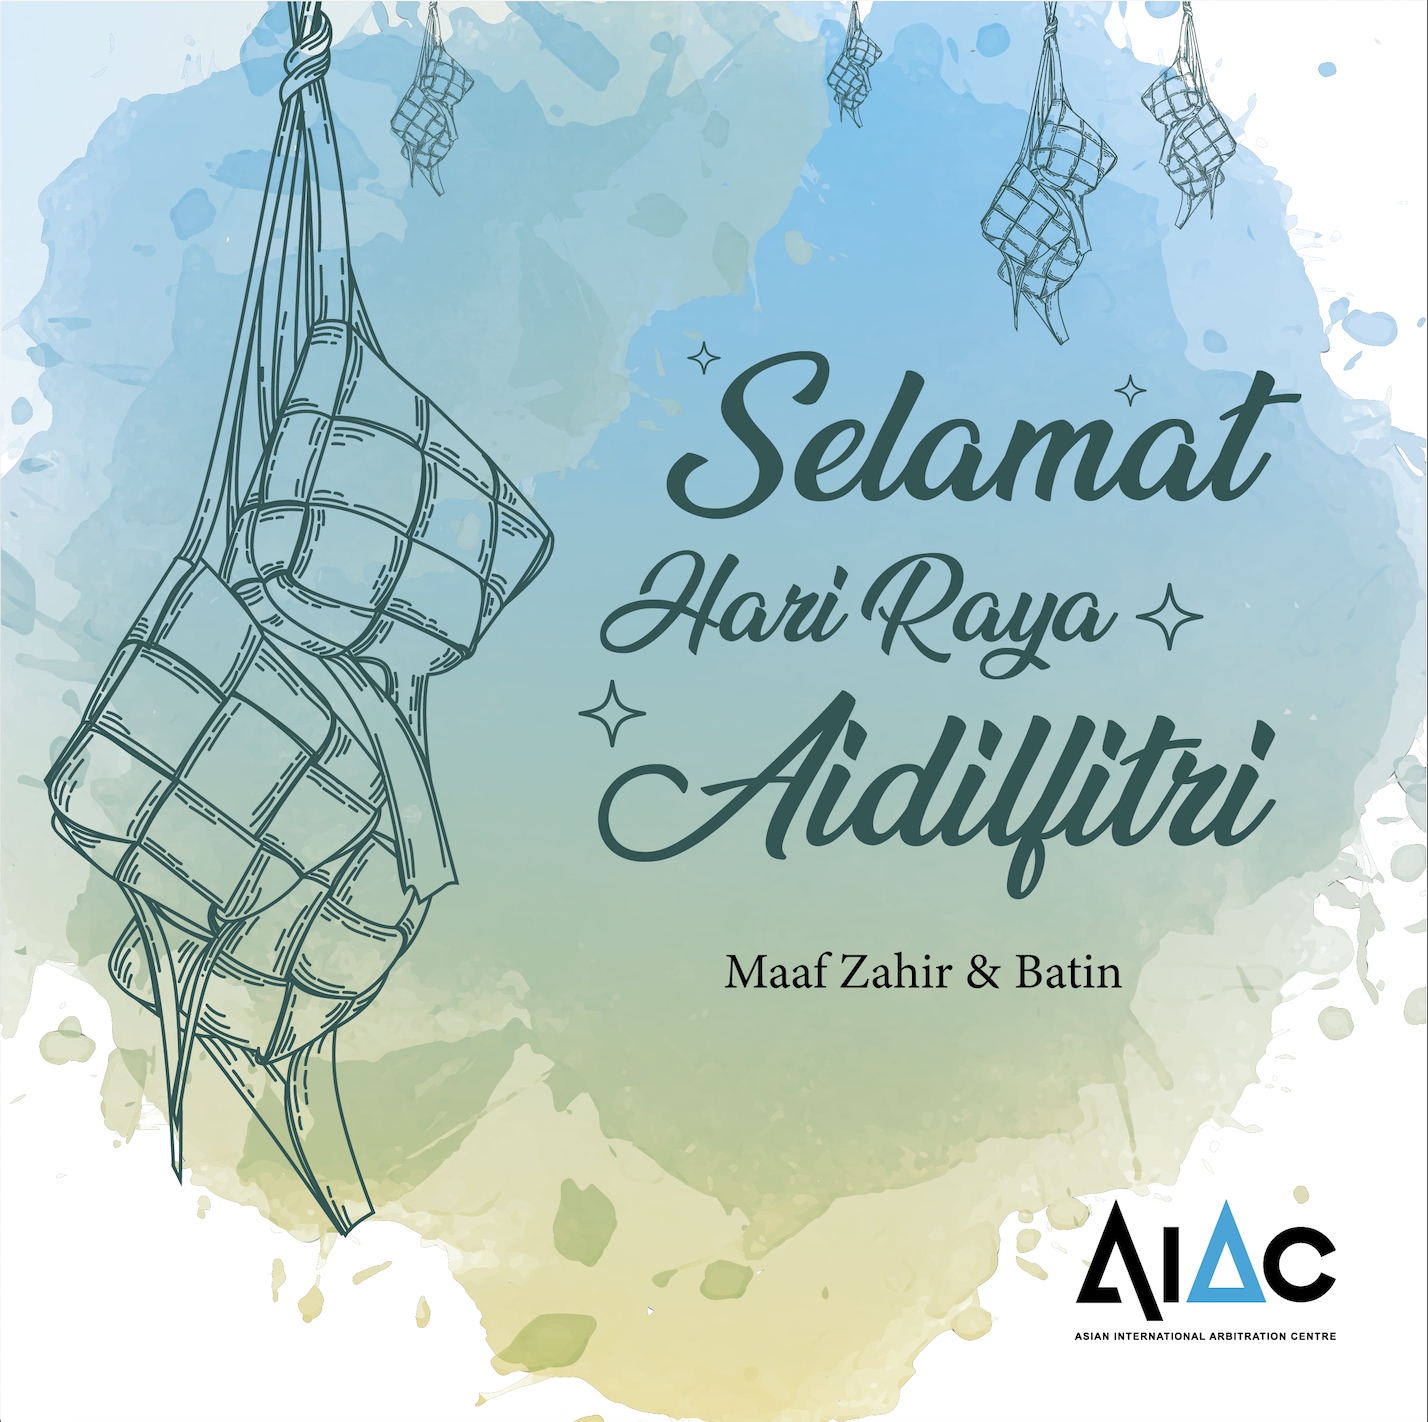 Selamat
Hari Raya
Aidilfitri
Maaf Zahir & Batin
AIAC
ASIAN INTERNATIONAL ARBITRATION CENTRE